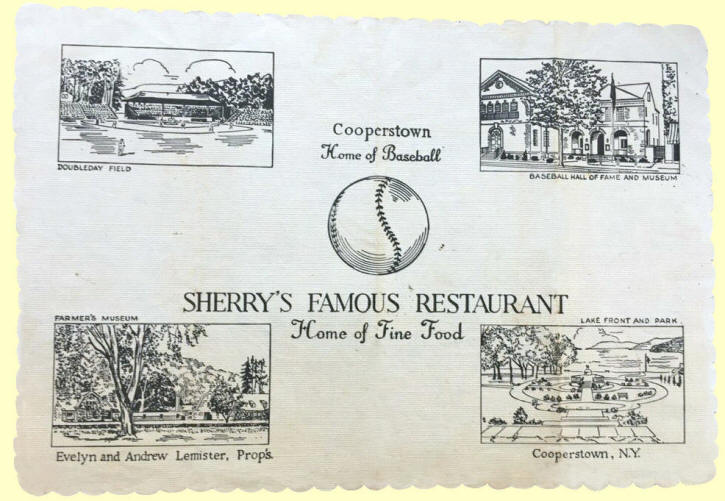 Cooperstown
Home of Baseball
DOUBLEDAY FIELD
BASEBALL HALL OF FAME AND MUSEUM
SHERRY'S FAMOUS RESTAURANT
Home of Fine Food
FARMER'S MUSEUM
LAKE FRONT AND PARK
Evelyn and Andrew Lemister, Prop's.
Cooperstown, N.Y.